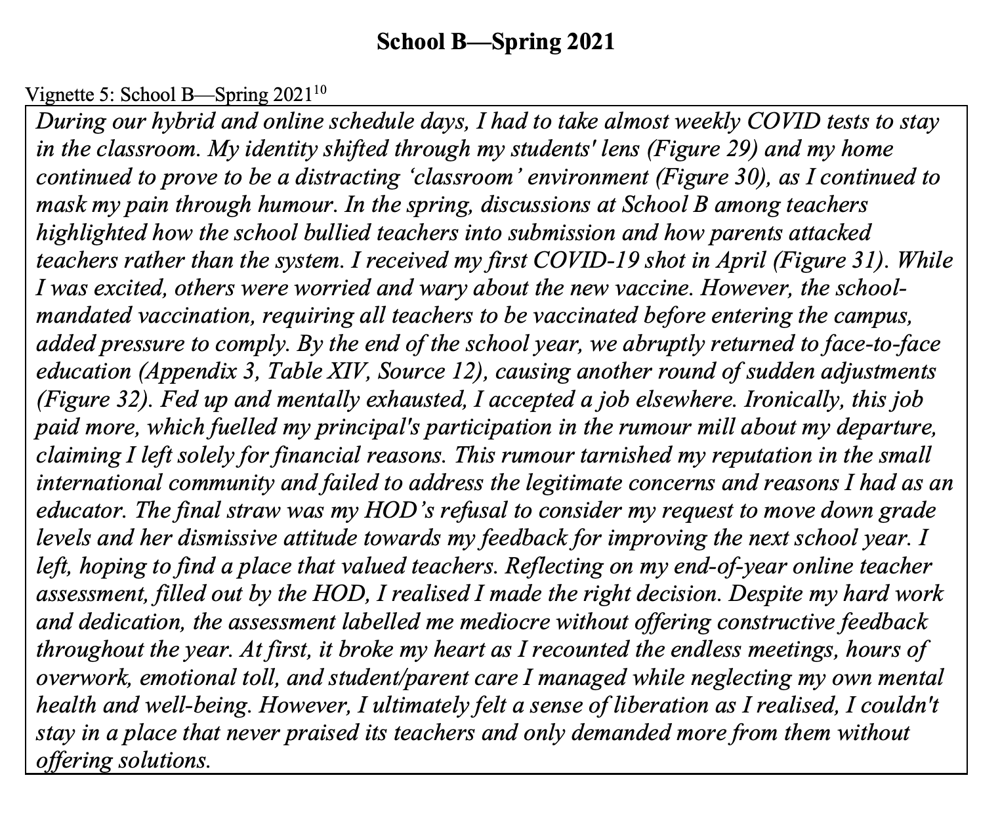 School B—Spring 2021
Vignette 5: School B—Spring 2021¹⁰
During our hybrid and online schedule days, I had to take almost weekly COVID tests to stay
in the classroom. My identity shifted through my students' lens (Figure 29) and my home
continued to prove to be a distracting ‘classroom’ environment (Figure 30), as I continued to
mask my pain through humour. In the spring, discussions at School B among teachers
highlighted how the school bullied teachers into submission and how parents attacked
teachers rather than the system. I received my first COVID-19 shot in April (Figure 31). While
I was excited, others were worried and wary about the new vaccine. However, the school-
mandated vaccination, requiring all teachers to be vaccinated before entering the campus,
added pressure to comply. By the end of the school year, we abruptly returned to face-to-face
education (Appendix 3, Table XIV, Source 12), causing another round of sudden adjustments
(Figure 32). Fed up and mentally exhausted, I accepted a job elsewhere. Ironically, this job
paid more, which fuelled my principal's participation in the rumour mill about my departure,
claiming I left solely for financial reasons. This rumour tarnished my reputation in the small
international community and failed to address the legitimate concerns and reasons I had as an
educator. The final straw was my HOD’s refusal to consider my request to move down grade
levels and her dismissive attitude towards my feedback for improving the next school year. I
left, hoping to find a place that valued teachers. Reflecting on my end-of-year online teacher
assessment, filled out by the HOD, I realised I made the right decision. Despite my hard work
and dedication, the assessment labelled me mediocre without offering constructive feedback
throughout the year. At first, it broke my heart as I recounted the endless meetings, hours of
overwork, emotional toll, and student/parent care I managed while neglecting my own mental
health and well-being. However, I ultimately felt a sense of liberation as I realised, I couldn't
stay in a place that never praised its teachers and only demanded more from them without
offering solutions.